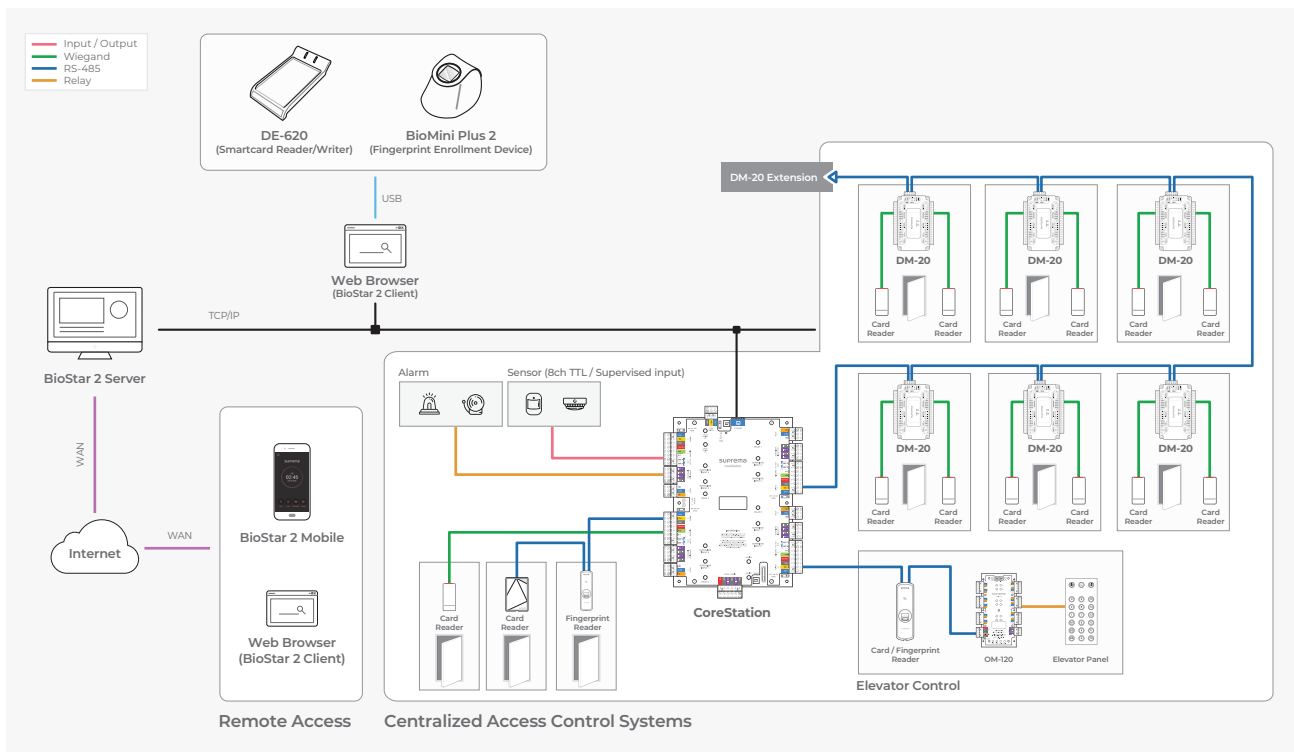 Input / Output
Wiegand
RS-485
Relay
DE-620
(Smartcard Reader/Writer)
BioMini Plus 2
(Fingerprint Enrollment Device)
USB
Web Browser
(BioStar 2 Client)
TCP/IP
BioStar 2 Server
WAN
Internet
WAN
suprema
02:45
BioStar 2 Mobile
Web Browser
(BioStar 2 Client)
Remote Access
DM-20 Extension
DM-20
Card
Reader
Card
Reader
DM-20
Card
Reader
Card
Reader
DM-20
Card
Reader
Card
Reader
DM-20
Card
Reader
Card
Reader
DM-20
Card
Reader
Card
Reader
DM-20
Card
Reader
Card
Reader
Alarm
Sensor (8ch TTL / Supervised input)
suprema
CoreStation
Card
Reader
Card
Reader
Fingerprint
Reader
Card / Fingerprint
Reader
OM-120
Elevator Panel
Elevator Control
Centralized Access Control Systems